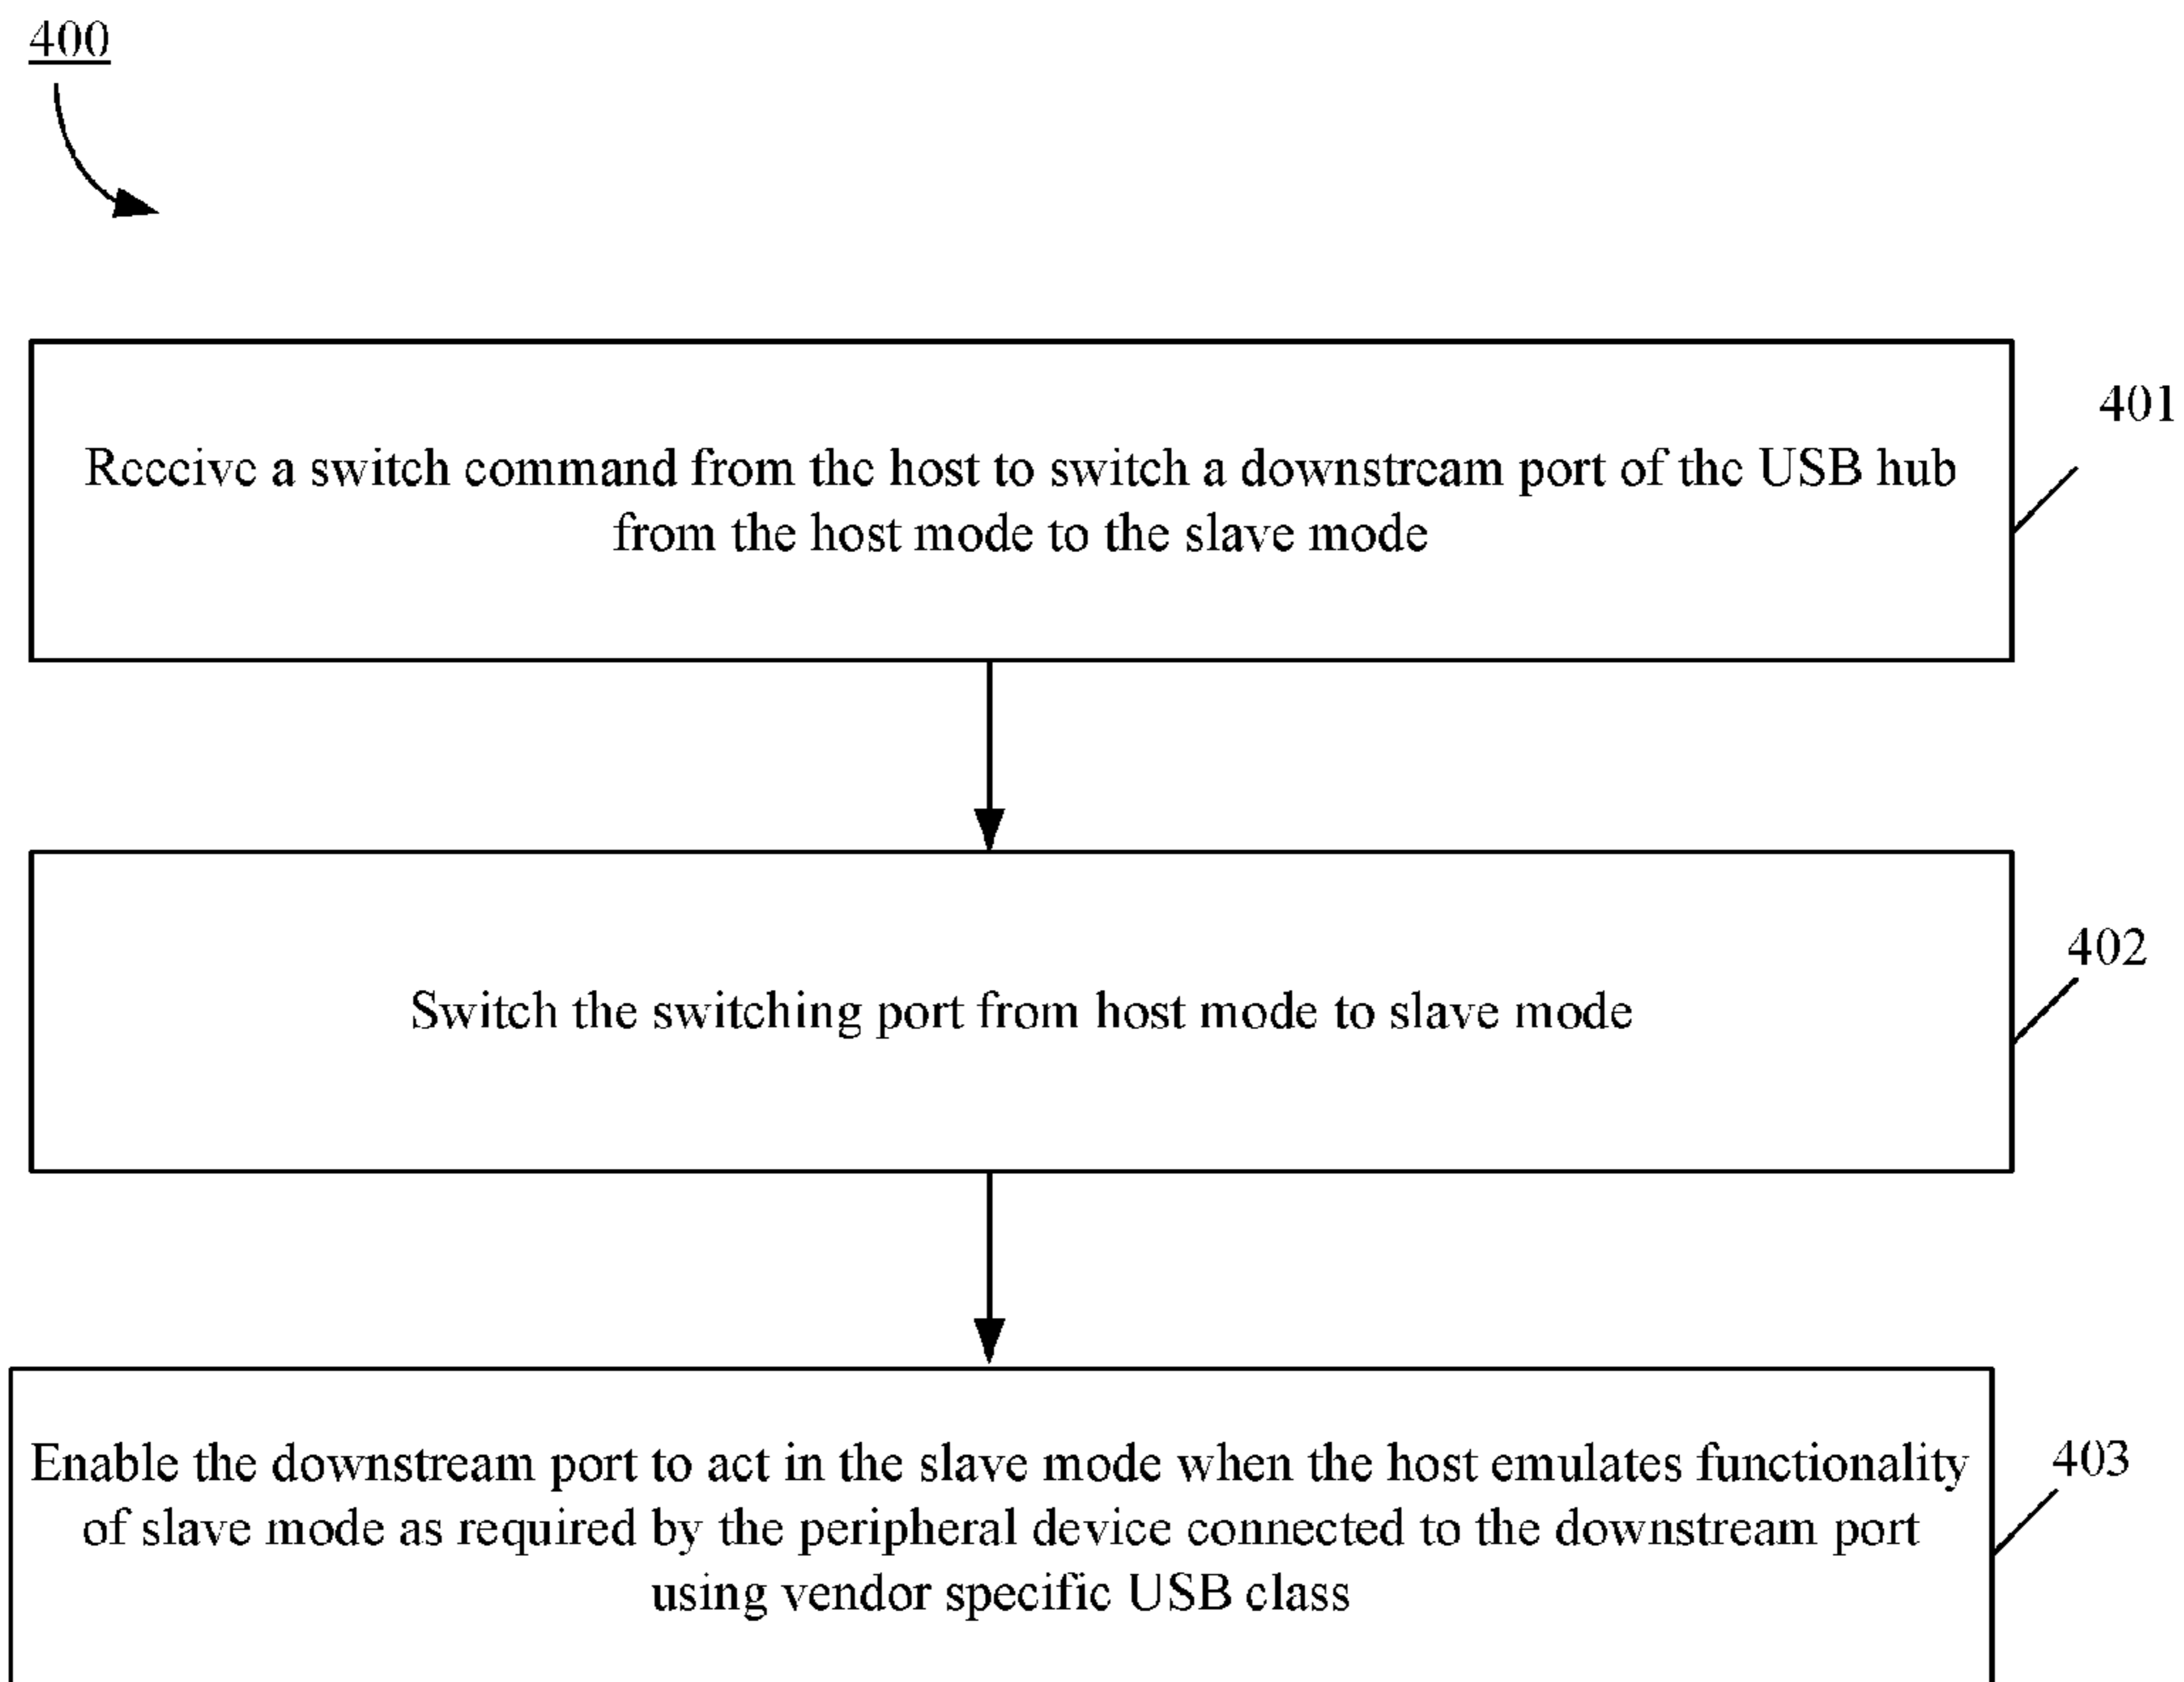 400
401
Receive a switch command from the host to switch a downstream port of the USB hub
from the host mode to the slave mode
402
Switch the switching port from host mode to slave mode
403
Enable the downstream port to act in the slave mode when the host emulates functionality
of slave mode as required by the peripheral device connected to the downstream port
using vendor specific USB class